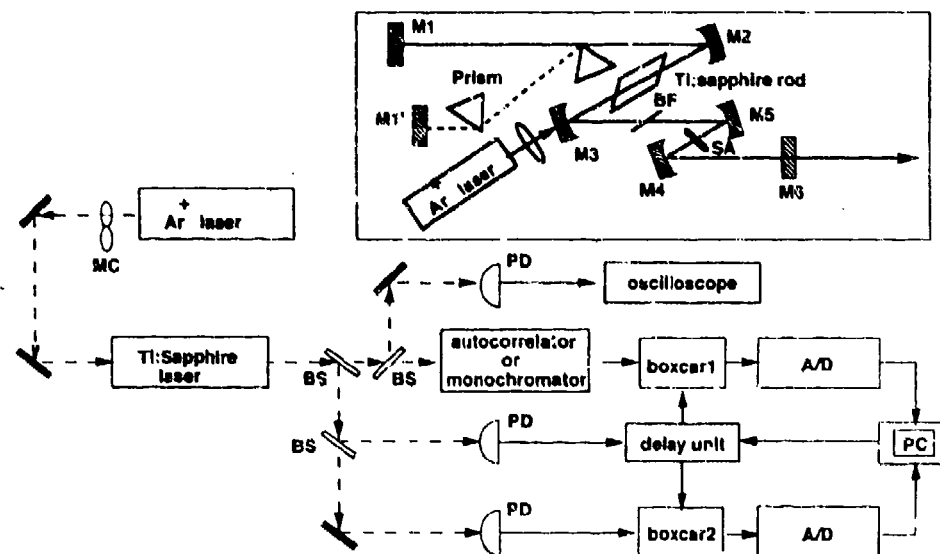 M1
M2
Prism
Ti:sapphire rod
BF
M5
M1'
M3
SA
M4
M6
Ar+ laser
Ar+ laser
MC
PD
oscilloscope
Ti:Sapphire
laser
BS
BS
autocorrelator
or
monochromator
boxcar1
A/D
BS
PD
delay unit
PC
PD
boxcar2
A/D